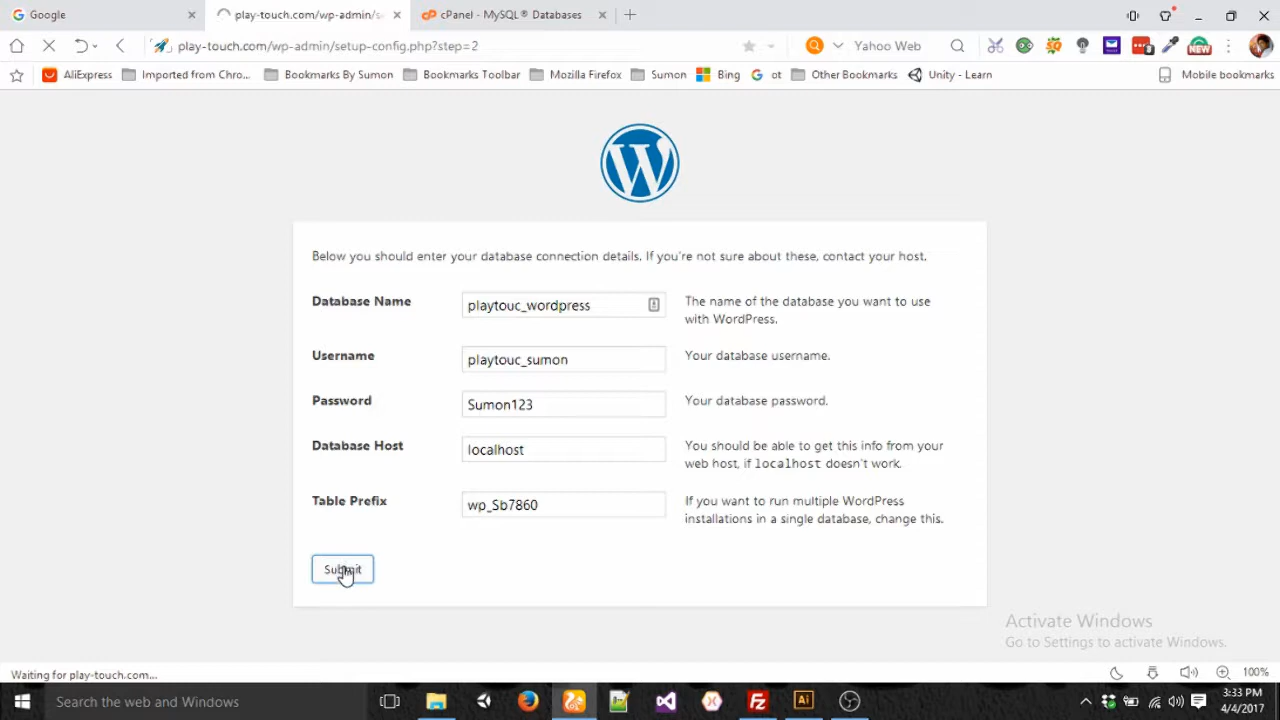 Google
play-touch.com/wp-admin/se
cPanel - MySQL® Databases
play-touch.com/wp-admin/setup-config.php?step=2
Yahoo Web
AliExpress
Imported from Chro...
Bookmarks By Sumon
Bookmarks Toolbar
Mozilla Firefox
Sumon
Bing
G ot
Other Bookmarks
Unity - Learn
Mobile bookmarks
Below you should enter your database connection details. If you're not sure about these, contact your host.
Database Name
playtouc_wordpress
The name of the database you want to use
with WordPress.
Username
playtouc_sumon
Your database username.
Password
Sumon123
Your database password.
Database Host
localhost
You should be able to get this info from your
web host, if localhost doesn't work.
Table Prefix
wp_Sb7860
If you want to run multiple WordPress
installations in a single database, change this.
Submit
Activate Windows
Go to Settings to activate Windows.
Waiting for play-touch.com...
100%
Search the web and Windows
3:33 PM
4/4/2017